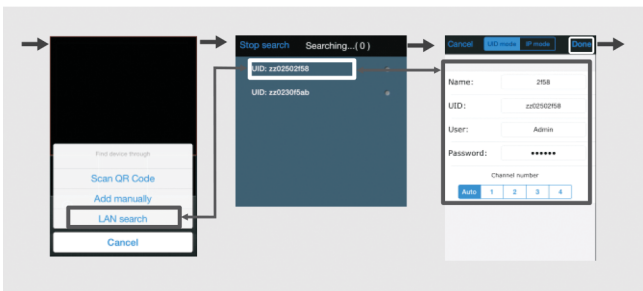 Find device through
Scan QR Code
Add manually
LAN search
Cancel
Stop search Searching...( 0 )
UID: zz02502f58
UID: zz0230f5ab
Cancel UID mode IP mode Done
Name: 2f58
UID: zz02502f58
User: Admin
Password: ••••••
Channel number
Auto 1 2 3 4